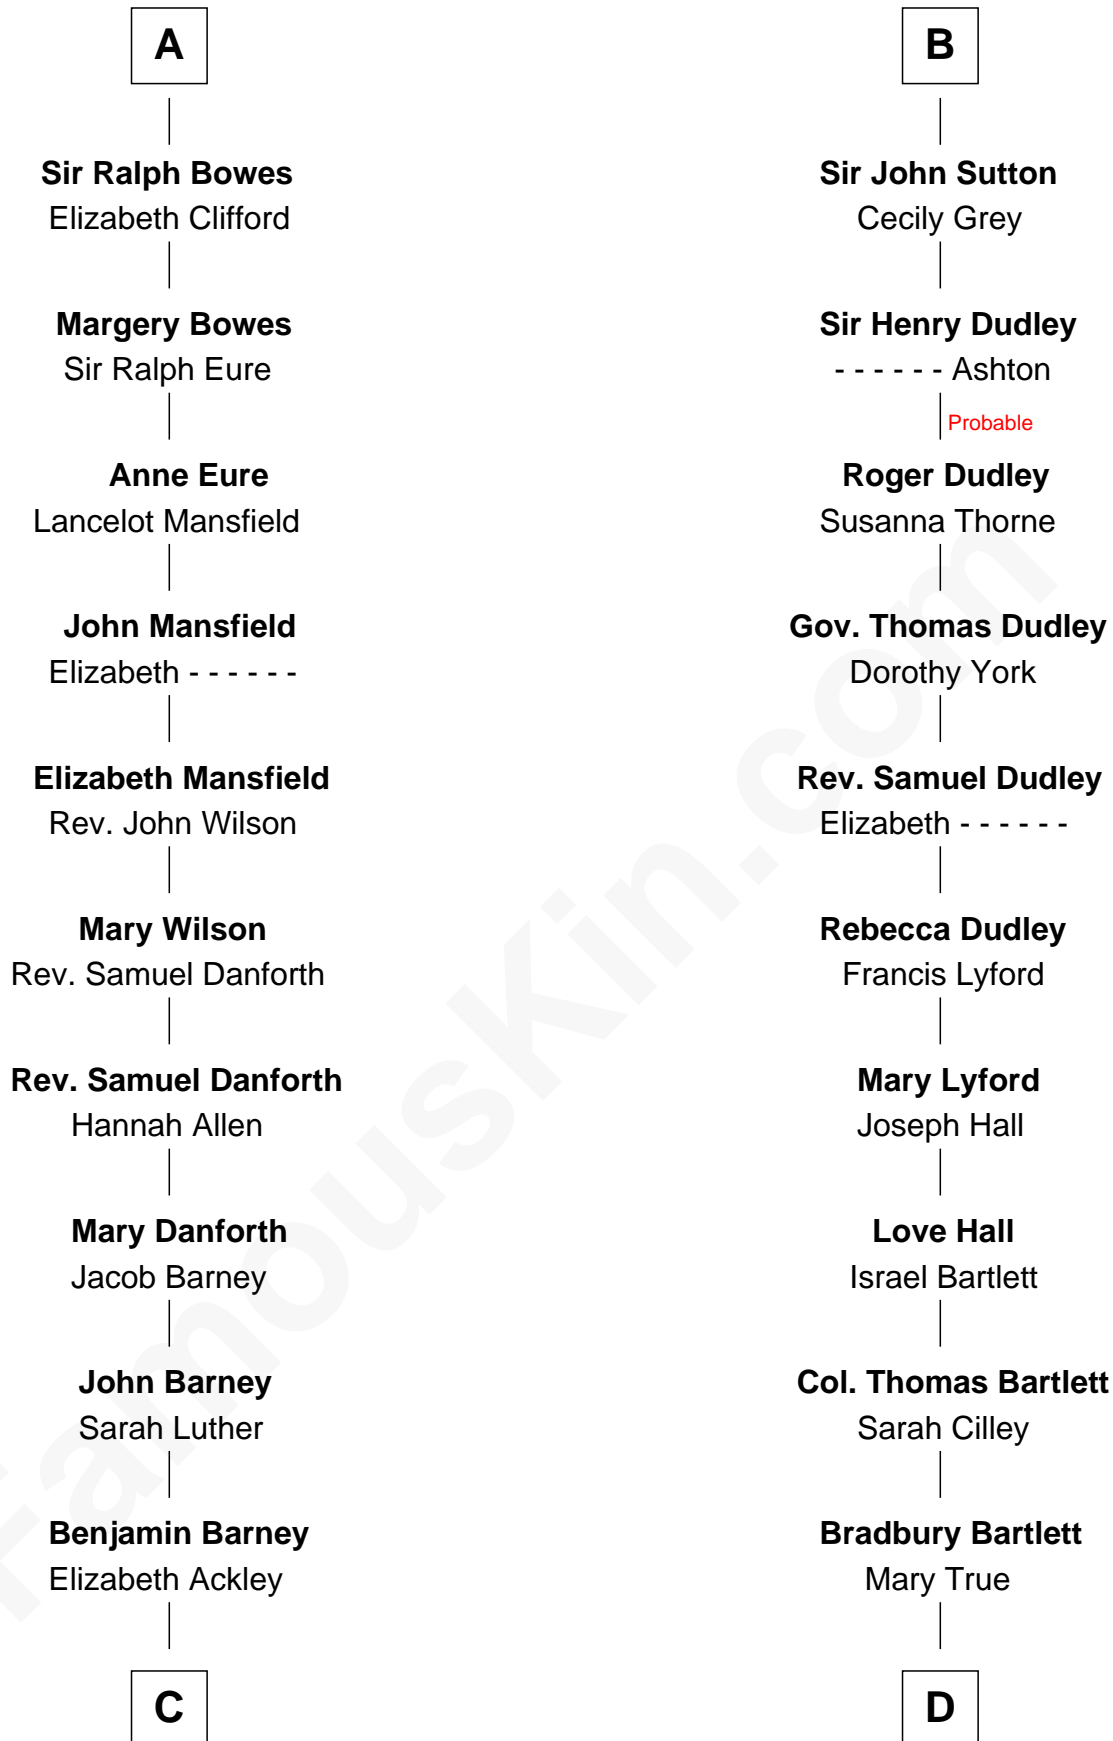 A
Sir Ralph Bowes
Elizabeth Clifford
Margery Bowes
Sir Ralph Eure
Anne Eure
Lancelot Mansfield
John Mansfield
Elizabeth - - - - - -
Elizabeth Mansfield
Rev. John Wilson
Mary Wilson
Rev. Samuel Danforth
Rev. Samuel Danforth
Hannah Allen
Mary Danforth
Jacob Barney
John Barney
Sarah Luther
Benjamin Barney
Elizabeth Ackley
C
B
Sir John Sutton
Cecily Grey
Sir Henry Dudley
- - - - - - Ashton
Probable
Roger Dudley
Susanna Thorne
Gov. Thomas Dudley
Dorothy York
Rev. Samuel Dudley
Elizabeth - - - - - -
Rebecca Dudley
Francis Lyford
Mary Lyford
Joseph Hall
Love Hall
Israel Bartlett
Col. Thomas Bartlett
Sarah Cilley
Bradbury Bartlett
Mary True
D
FamousKin.com